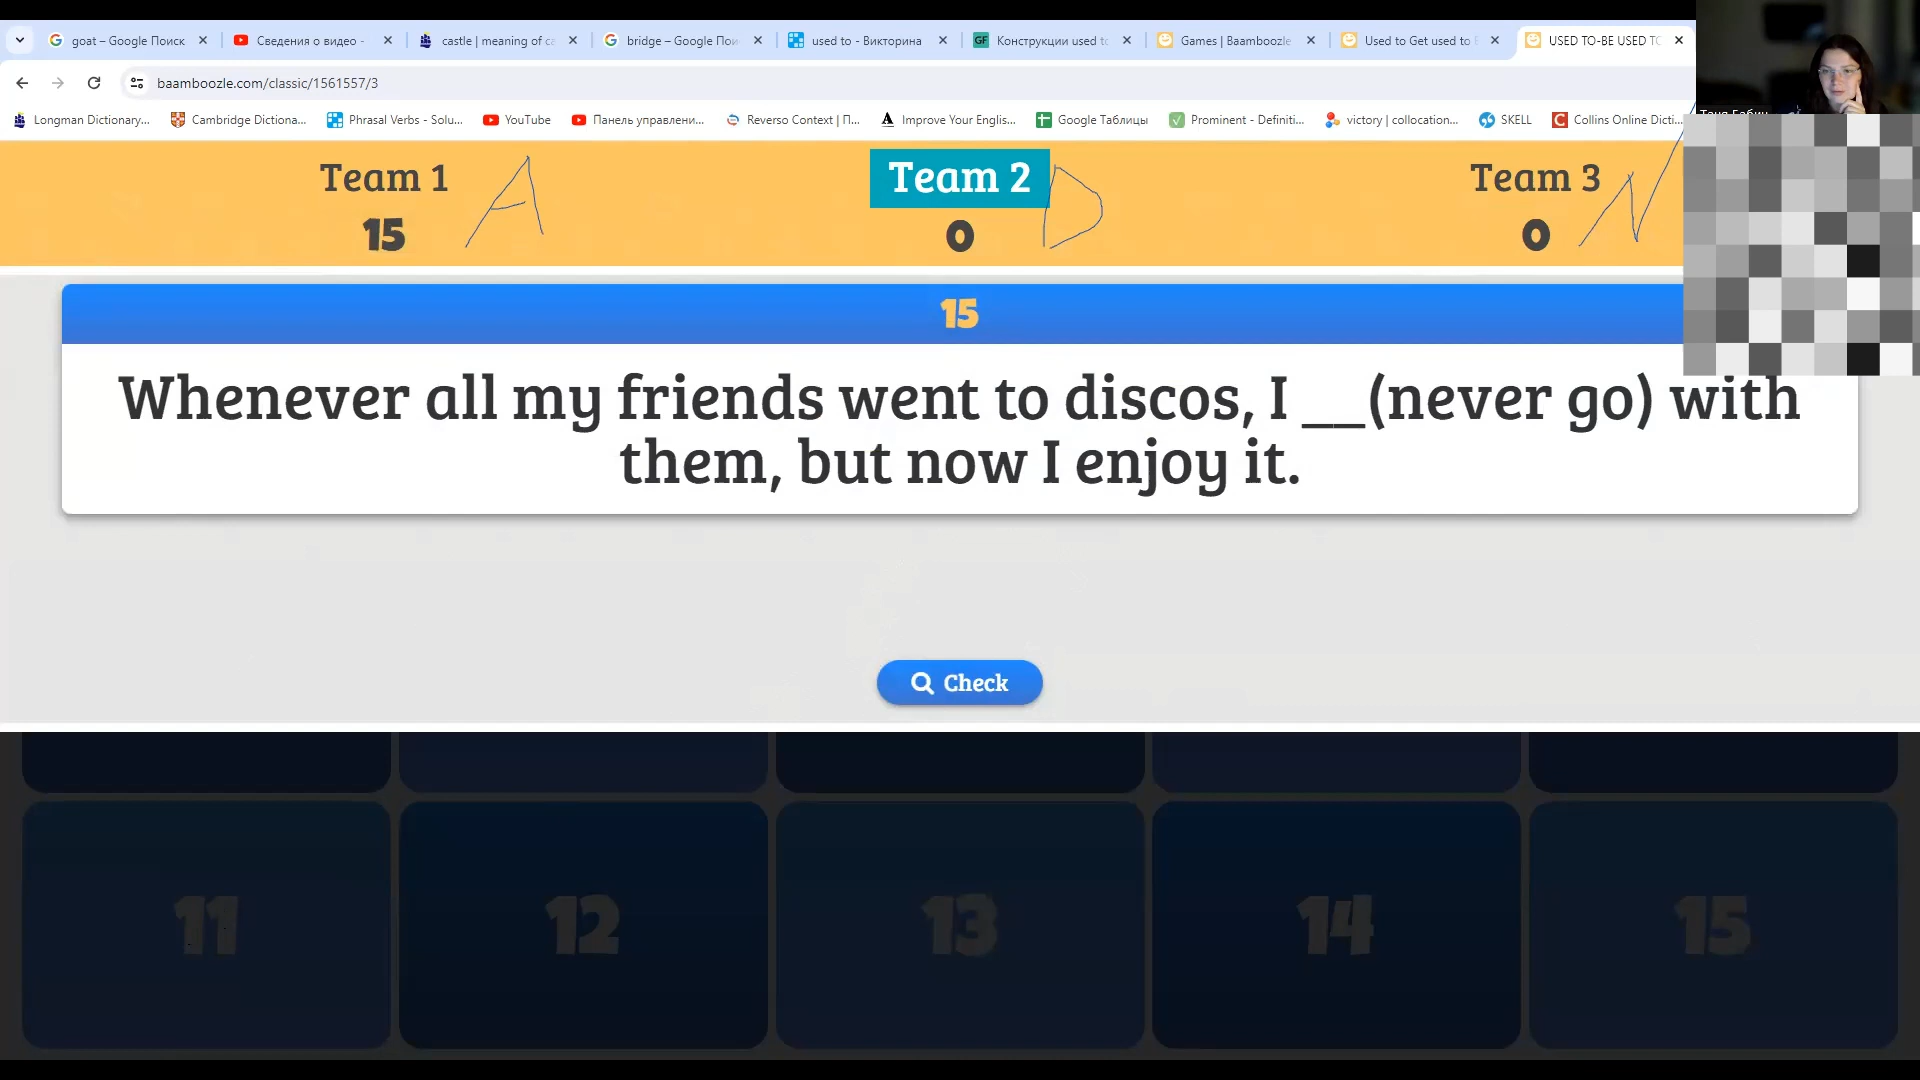 goat – Google Поиск
Сведения о видео -
castle | meaning of ca
bridge – Google Пои
used to - Викторина
Конструкции used to
Games | Baamboozle
Used to Get used to
USED TO-BE USED TO
baamboozle.com/classic/1561557/3
Longman Dictionary...
Cambridge Dictiona...
Phrasal Verbs - Solu...
YouTube
Панель управлени...
Reverso Context | П...
Improve Your Englis...
Google Таблицы
Prominent - Definiti...
victory | collocation...
SKELL
Collins Online Dicti...
Team 1 A
Team 2 D
Team 3 N
15
0
0
15
Whenever all my friends went to discos, I __(never go) with
them, but now I enjoy it.
Check
11
12
13
14
15